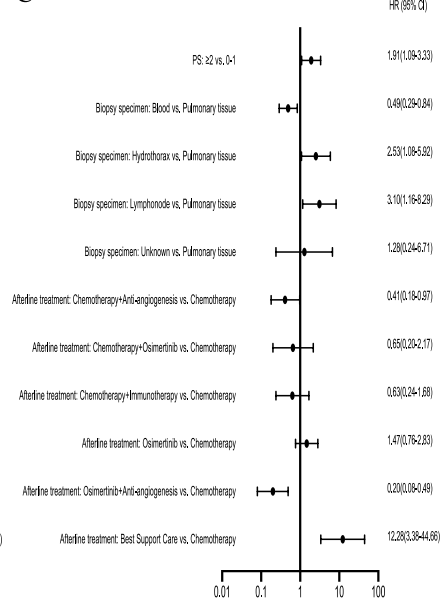 HR (95% CI)
PS: ≥2 vs. 0-1 1.91(1.09-3.33)
Biopsy specimen: Blood vs. Pulmonary tissue 0.49(0.29-0.84)
Biopsy specimen: Hydrothorax vs. Pulmonary tissue 2.53(1.08-5.92)
Biopsy specimen: Lymphonode vs. Pulmonary tissue 3.10(1.16-8.29)
Biopsy specimen: Unknown vs. Pulmonary tissue 1.28(0.24-6.71)
Afterline treatment: Chemotherapy+Anti-angiogenesis vs. Chemotherapy 0.41(0.18-0.97)
Afterline treatment: Chemotherapy+Osimertinib vs. Chemotherapy 0.65(0.20-2.17)
Afterline treatment: Chemotherapy+Immunotherapy vs. Chemotherapy 0.63(0.24-1.68)
Afterline treatment: Osimertinib vs. Chemotherapy 1.47(0.76-2.83)
Afterline treatment: Osimertinib+Anti-angiogenesis vs. Chemotherapy 0.20(0.08-0.49)
) Afterline treatment: Best Support Care vs. Chemotherapy 12.28(3.38-44.66)
0.01 0.1 1 10 100